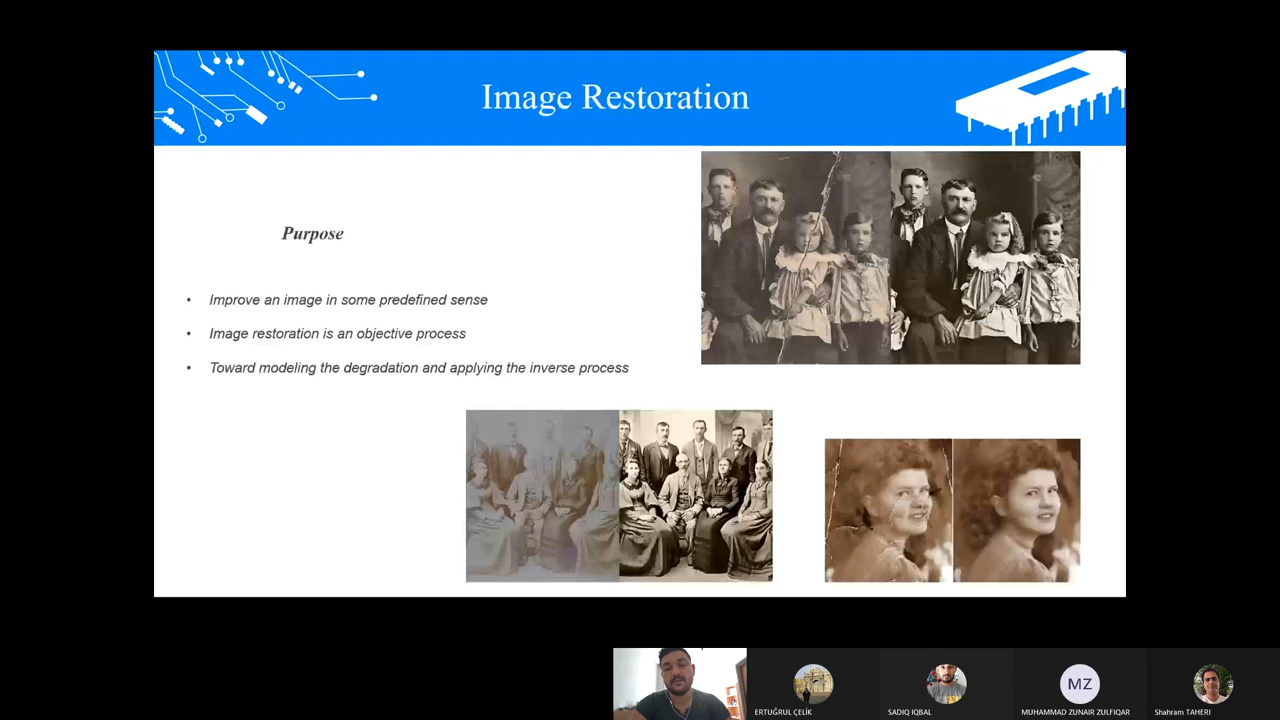 Image Restoration
Purpose
• Improve an image in some predefined sense
• Image restoration is an objective process
• Toward modeling the degradation and applying the inverse process
MZ
ERTUĞRUL ÇELİK
SADIQ IQBAL
MUHAMMAD ZUNAIR ZULFIQAR
Shahram TAHERI